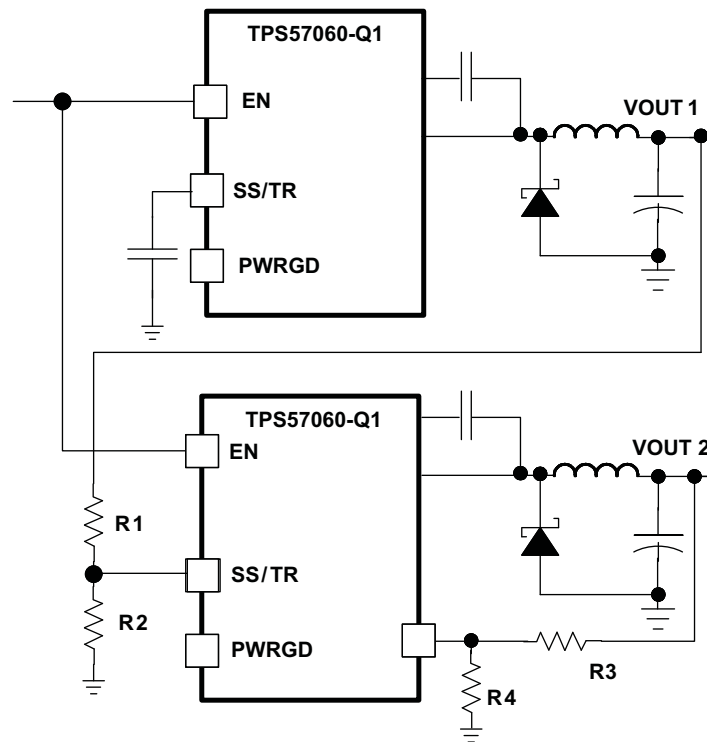 TPS57060-Q1
EN
VOUT 1
SS/TR
PWRGD
TPS57060-Q1
EN
VOUT 2
R1
SS/TR
R2
PWRGD
R3
R4